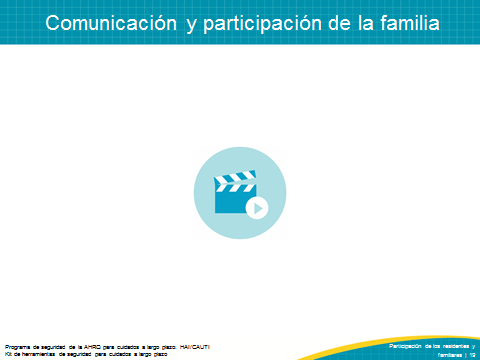 Comunicación y participación de la familia
Programa de seguridad de la AHRQ para cuidados a largo plazo: HAI/CAUTI
Kit de herramientas de seguridad para cuidados a largo plazo
Participación de los residentes y
familiares | 19